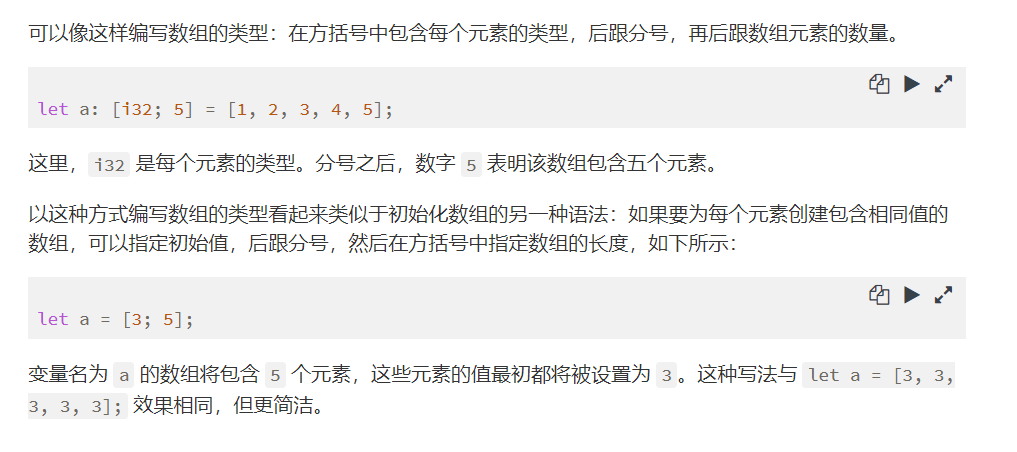 可以像这样编写数组的类型：在方括号中包含每个元素的类型，后跟分号，再后跟数组元素的数量。
let a: [i32; 5] = [1, 2, 3, 4, 5];
这里，i32 是每个元素的类型。分号之后，数字 5 表明该数组包含五个元素。
以这种方式编写数组的类型看起来类似于初始化数组的另一种语法：如果要为每个元素创建包含相同值的
数组，可以指定初始值，后跟分号，然后在方括号中指定数组的长度，如下所示：
let a = [3; 5];
变量名为 a 的数组将包含 5 个元素，这些元素的值最初都将被设置为 3。这种写法与 let a = [3, 3,
3, 3, 3]; 效果相同，但更简洁。